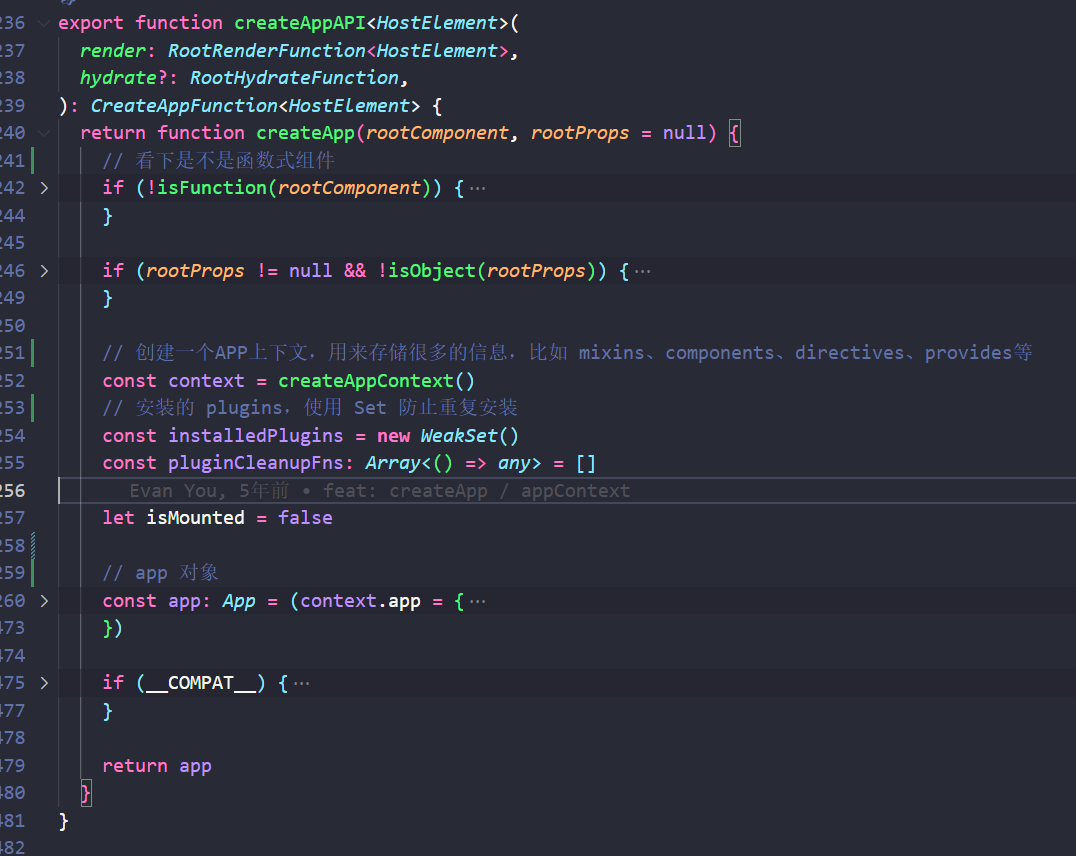 236 export function createAppAPI<HostElement>(
237 render: RootRenderFunction<HostElement>,
238 hydrate?: RootHydrateFunction,
239 ): CreateAppFunction<HostElement> {
240 return function createApp(rootComponent, rootProps = null) {
241 // 看下是不是函数式组件
242 if (!isFunction(rootComponent)) { ···
244 }
245
246 if (rootProps != null && !isObject(rootProps)) { ···
249 }
250
251 // 创建一个APP上下文，用来存储很多的信息，比如 mixins、components、directives、provides等
252 const context = createAppContext()
253 // 安装的 plugins，使用 Set 防止重复安装
254 const installedPlugins = new WeakSet()
255 const pluginCleanupFns: Array<() => any> = []
256 Evan You, 5年前 • feat: createApp / appContext
257 let isMounted = false
258
259 // app 对象
260 const app: App = (context.app = { ···
473 })
474
475 if (__COMPAT__) { ···
477 }
478
479 return app
480 }
481 }
482